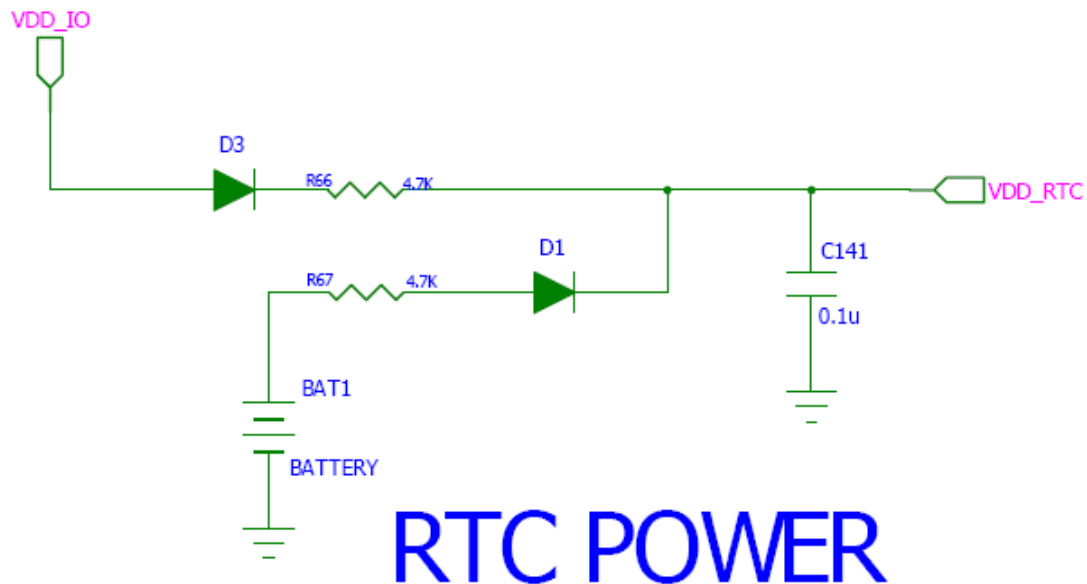 VDD_IO
D3
R66
4.7K
VDD_RTC
D1
R67
4.7K
C141
0.1u
BAT1
BATTERY
RTC POWER